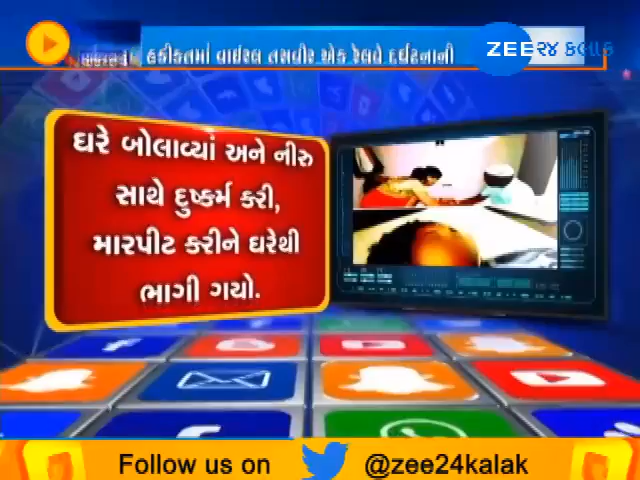 હકીકતમાં વાઈરલ તસવીર એક રેલવે દુર્ઘટનાની
ZEE ૨૪ કલાક
ઘરે બોલાવ્યાં અને નીરુ
સાથે દુષ્કર્મ કરી,
મારપીટ કરીને ઘરેથી
ભાગી ગયો.
Follow us on @zee24kalak